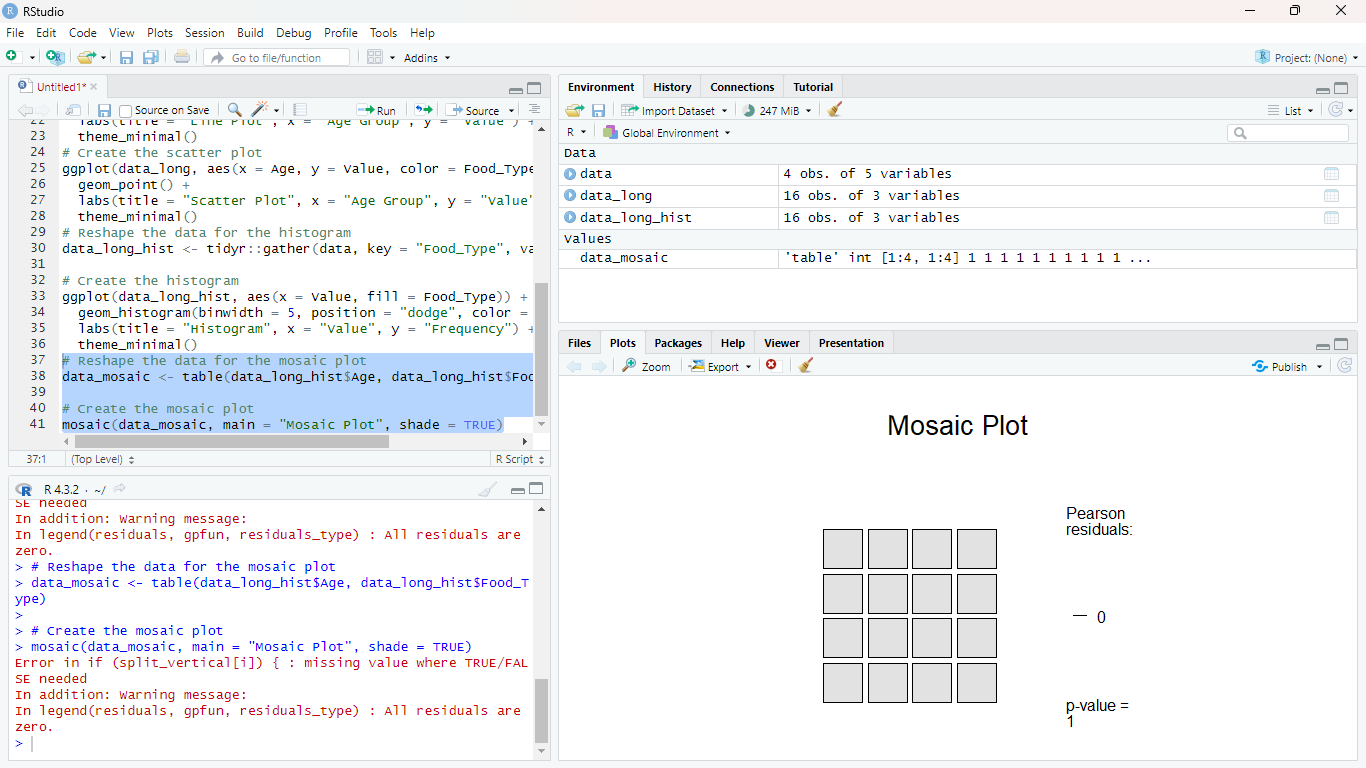 RStudio
File Edit Code View Plots Session Build Debug Profile Tools Help
Go to file/function Addins Project: (None)
Untitled1*
Source on Save Run Source
22 labs(title = "Line Plot", x = "Age Group", y = "Value") +
23 theme_minimal()
24 # Create the scatter plot
25 ggplot(data_long, aes(x = Age, y = Value, color = Food_Type
26 geom_point() +
27 labs(title = "Scatter Plot", x = "Age Group", y = "Value"
28 theme_minimal()
29 # Reshape the data for the histogram
30 data_long_hist <- tidyr::gather(data, key = "Food_Type", va
31
32 # Create the histogram
33 ggplot(data_long_hist, aes(x = Value, fill = Food_Type)) +
34 geom_histogram(binwidth = 5, position = "dodge", color =
35 labs(title = "Histogram", x = "Value", y = "Frequency") +
36 theme_minimal()
37 # Reshape the data for the mosaic plot
38 data_mosaic <- table(data_long_hist$Age, data_long_hist$Foo
39
40 # Create the mosaic plot
41 mosaic(data_mosaic, main = "Mosaic Plot", shade = TRUE)
37:1 (Top Level) R Script
R 4.3.2 · ~/
SE needed
In addition: Warning message:
In legend(residuals, gpfun, residuals_type) : All residuals are
zero.
> # Reshape the data for the mosaic plot
> data_mosaic <- table(data_long_hist$Age, data_long_hist$Food_T
ype)
>
> # Create the mosaic plot
> mosaic(data_mosaic, main = "Mosaic Plot", shade = TRUE)
Error in if (split_vertical[i]) { : missing value where TRUE/FAL
SE needed
In addition: Warning message:
In legend(residuals, gpfun, residuals_type) : All residuals are
zero.
>
Environment History Connections Tutorial
Import Dataset 247 MiB List
R Global Environment
Data
data 4 obs. of 5 variables
data_long 16 obs. of 3 variables
data_long_hist 16 obs. of 3 variables
Values
data_mosaic 'table' int [1:4, 1:4] 1 1 1 1 1 1 1 1 1 1 ...
Files Plots Packages Help Viewer Presentation
Zoom Export Publish
Mosaic Plot
Pearson
residuals:
0
p-value =
1